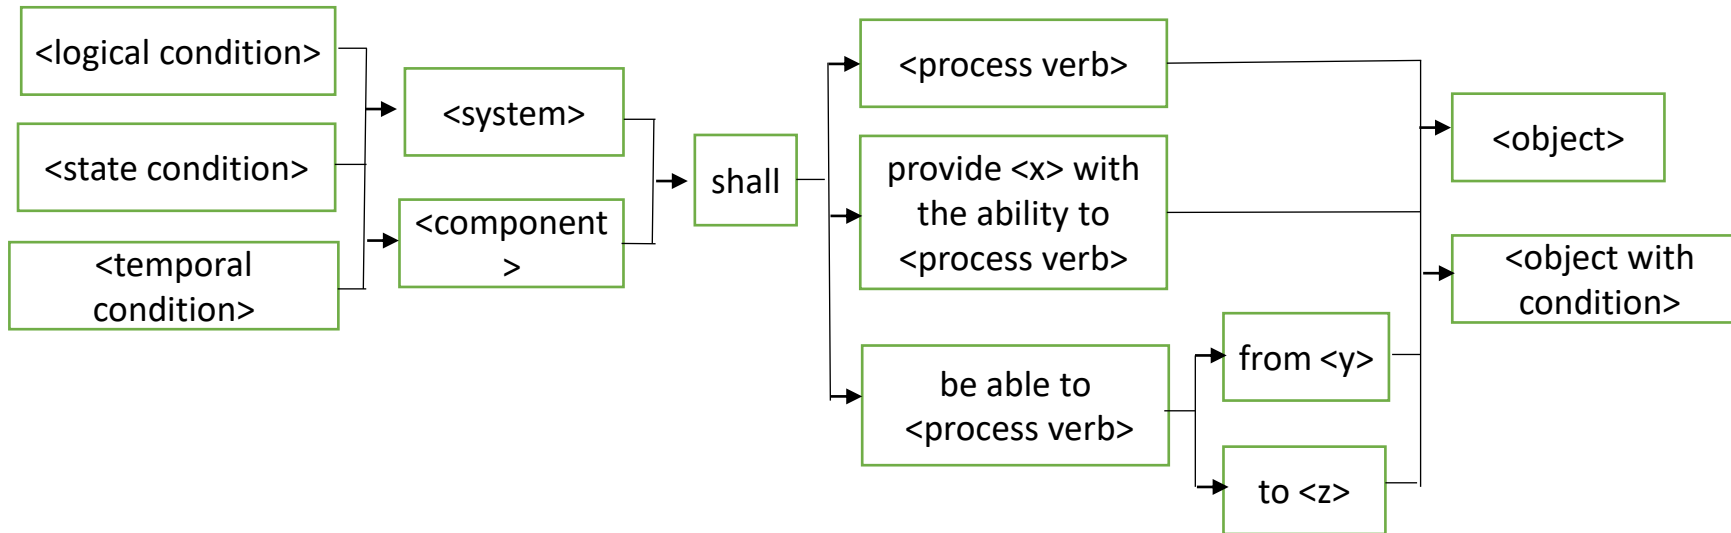 <logical condition>
<state condition>
<temporal
condition>
<system>
<component
>
shall
<process verb>
provide <x> with
the ability to
<process verb>
be able to
<process verb>
from <y>
to <z>
<object>
<object with
condition>